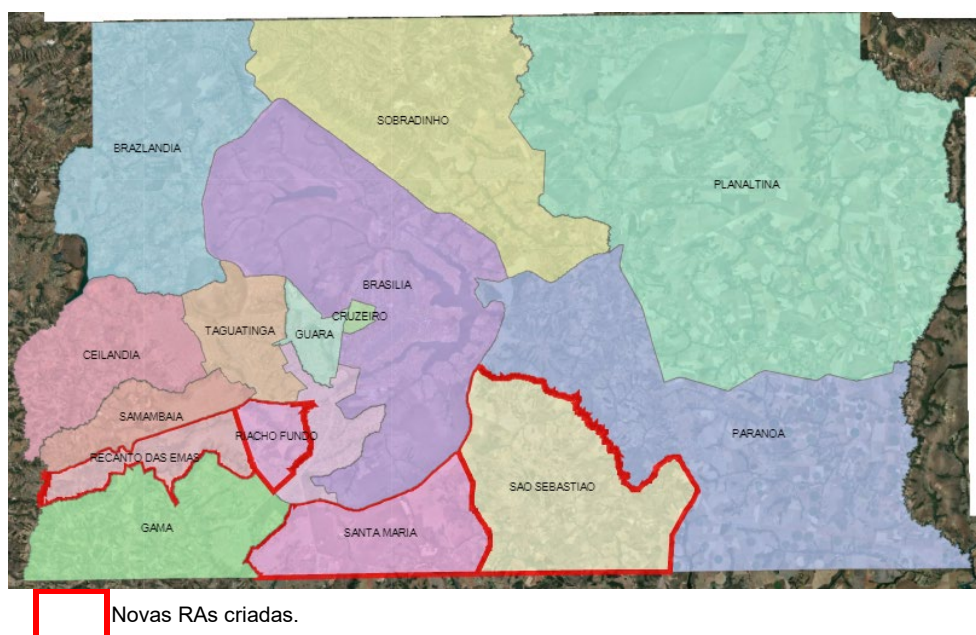 SOBRADINHO
BRAZLANDIA
PLANALTINA
BRASILIA
CRUZEIRO
TAGUATINGA
GUARA
CEILANDIA
SAMAMBAIA
RIACHO FUNDO
PARANOA
RECANTO DAS EMAS
SAO SEBASTIAO
GAMA
SANTA MARIA
Novas RAs criadas.